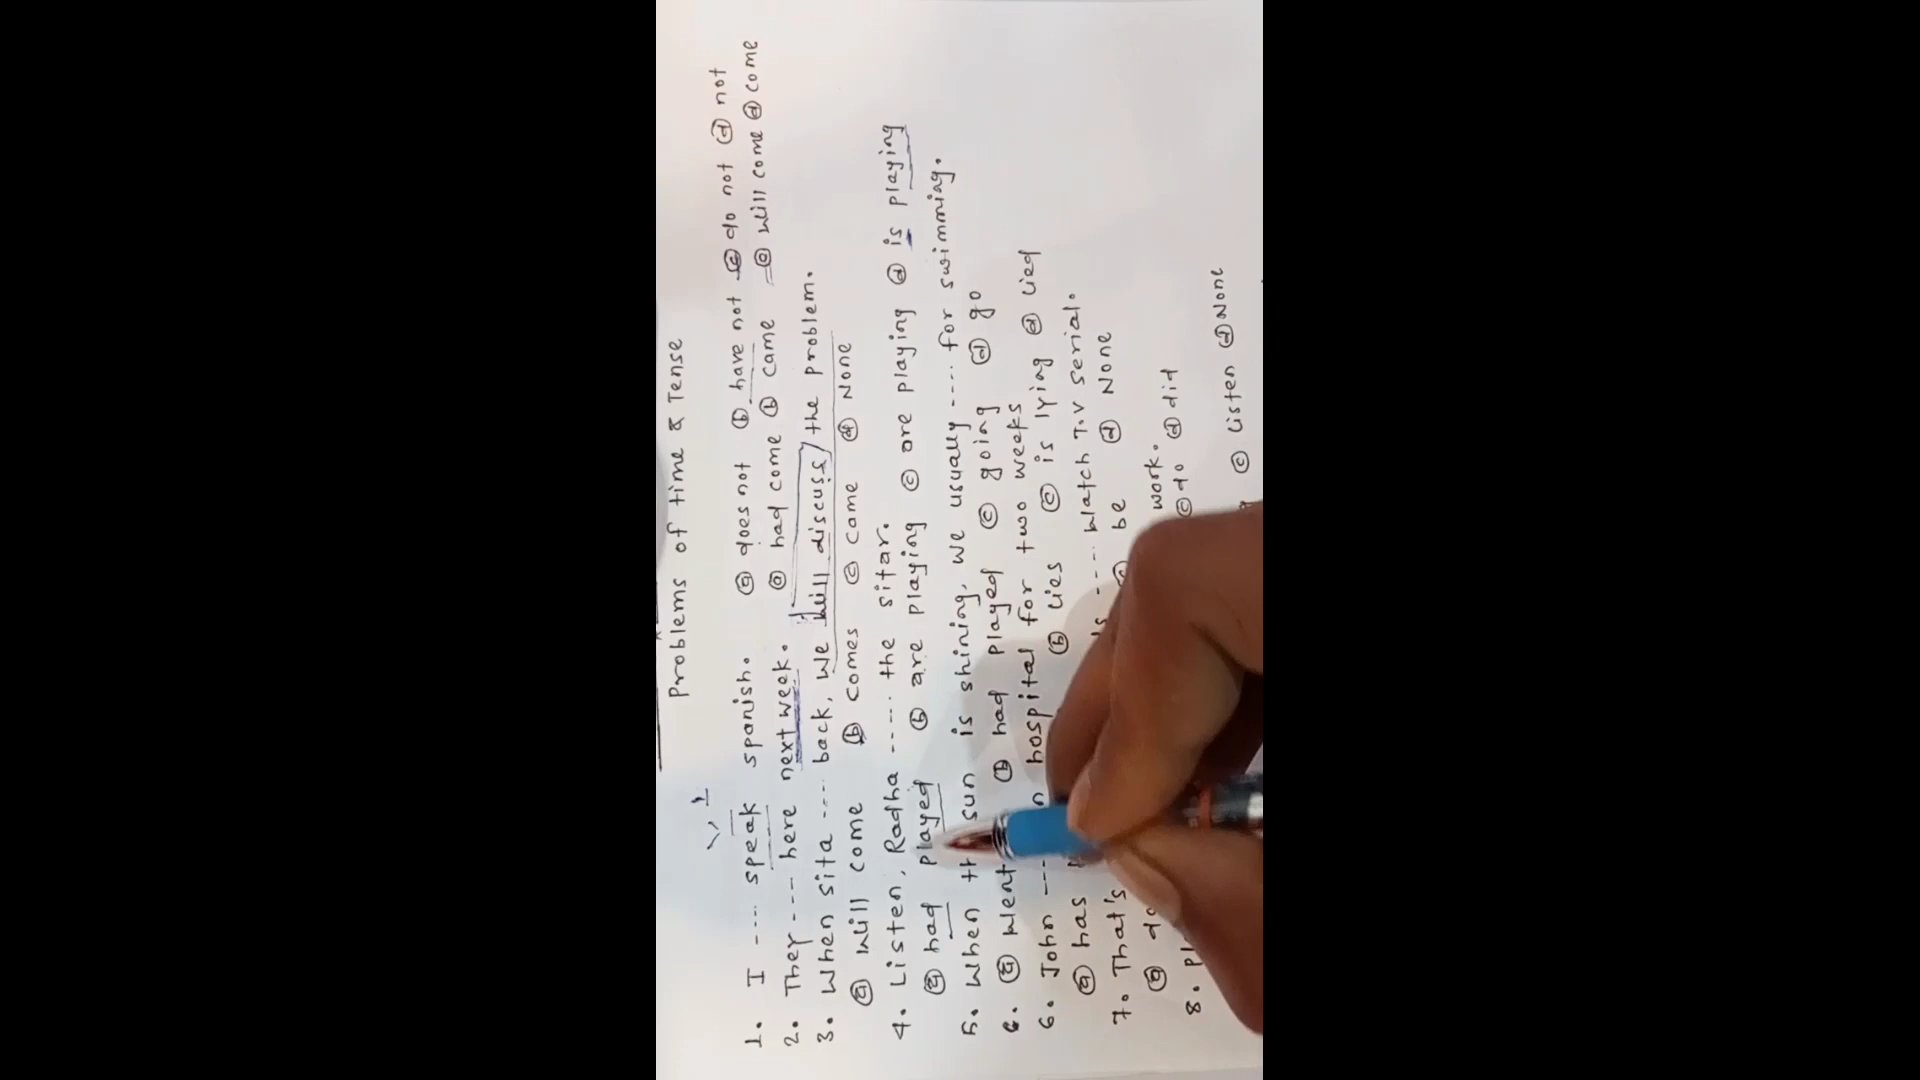 Problems of time & Tense
1. I ---- speak spanish. ⓐ does not ⓑ have not ⓒ do not ⓓ not
2. They ---- here next week. ⓐ had come ⓑ came ⓒ will come ⓓ come
3. When sita ---- back, we will discuss the problem.
ⓐ will come ⓑ comes ⓒ came ⓓ None
4. Listen, Radha ----- the sitar.
ⓐ had played ⓑ are playing ⓒ are playing ⓓ is playing
5. When sun is shining, we usually ---- for swimming.
6. ⓐ went ⓑ had played ⓒ going ⓓ go
6. John ---- hospital for two weeks
ⓐ has ⓑ lies ⓒ is lying ⓓ lied
7. That's ---- watch T.V serial.
ⓐ be ⓓ None
8. work.
ⓒ do ⓓ did
ⓒ listen ⓓ None